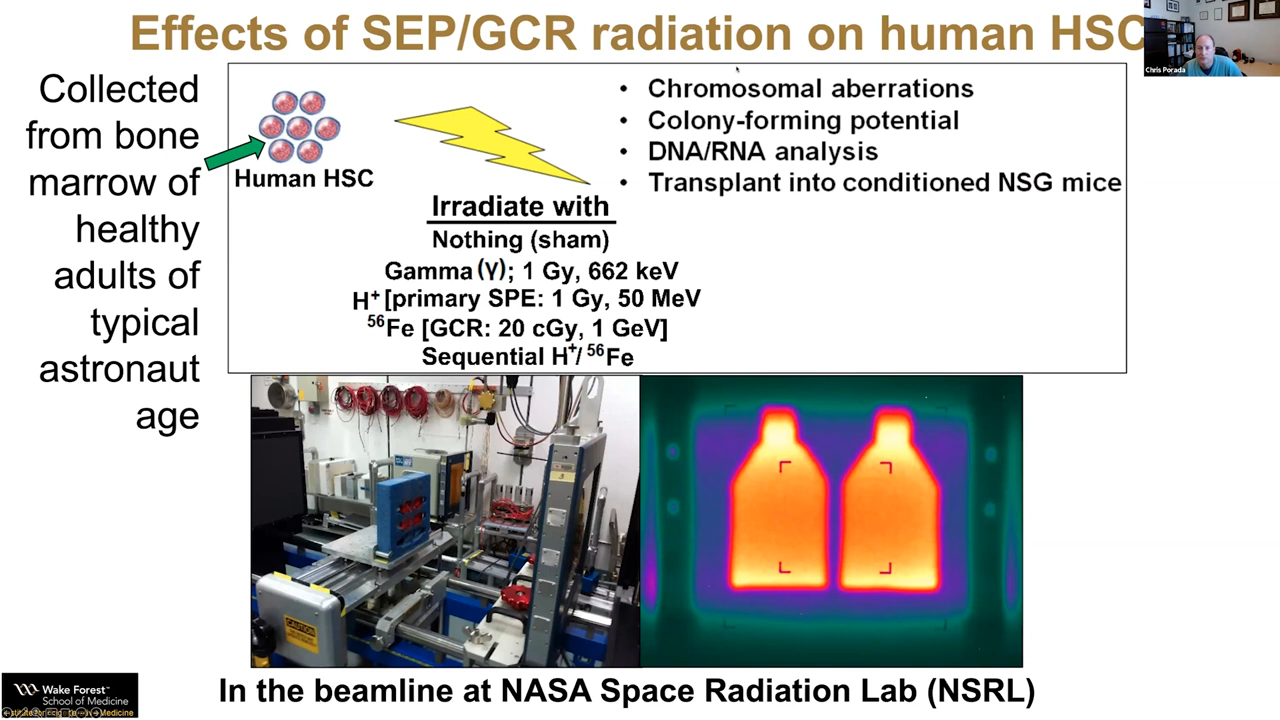 Effects of SEP/GCR radiation on human HSC
Chris Porada
Collected
from bone
marrow of
healthy
adults of
typical
astronaut
age
Human HSC
Irradiate with
Nothing (sham)
Gamma (γ); 1 Gy, 662 keV
H⁺ [primary SPE: 1 Gy, 50 MeV
⁵⁶Fe [GCR: 20 cGy, 1 GeV]
Sequential H⁺/ ⁵⁶Fe
• Chromosomal aberrations
• Colony-forming potential
• DNA/RNA analysis
• Transplant into conditioned NSG mice
CAUTION
In the beamline at NASA Space Radiation Lab (NSRL)
Wake Forest™
School of Medicine
Medicine